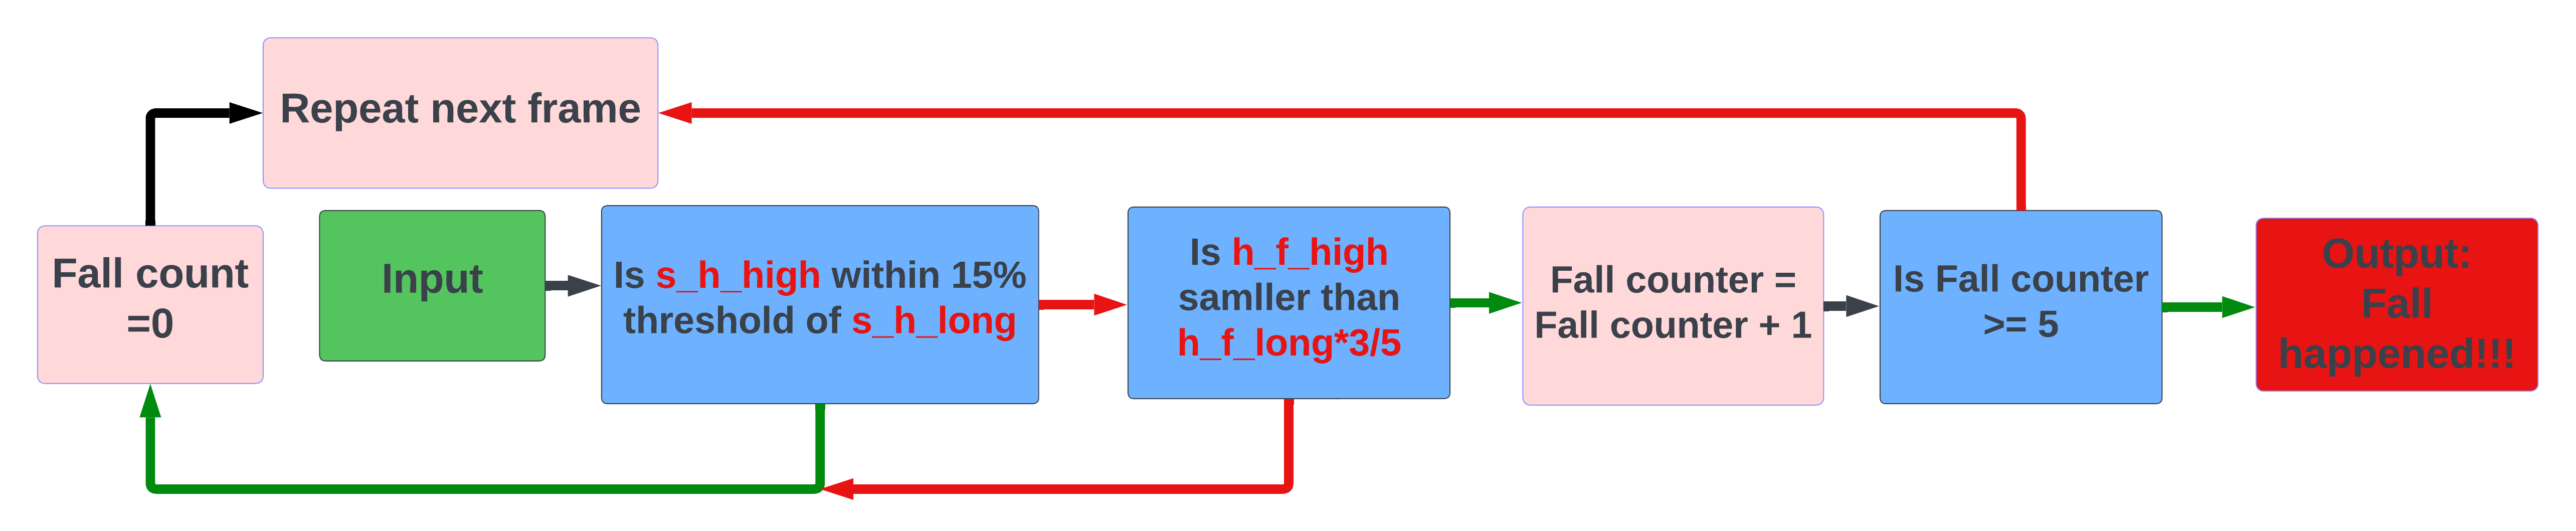 Repeat next frame
Fall count
=0
Input
Is s_h_high within 15%
threshold of s_h_long
Is h_f_high
samller than
h_f_long*3/5
Fall counter =
Fall counter + 1
Is Fall counter
>= 5
Output:
Fall
happened!!!